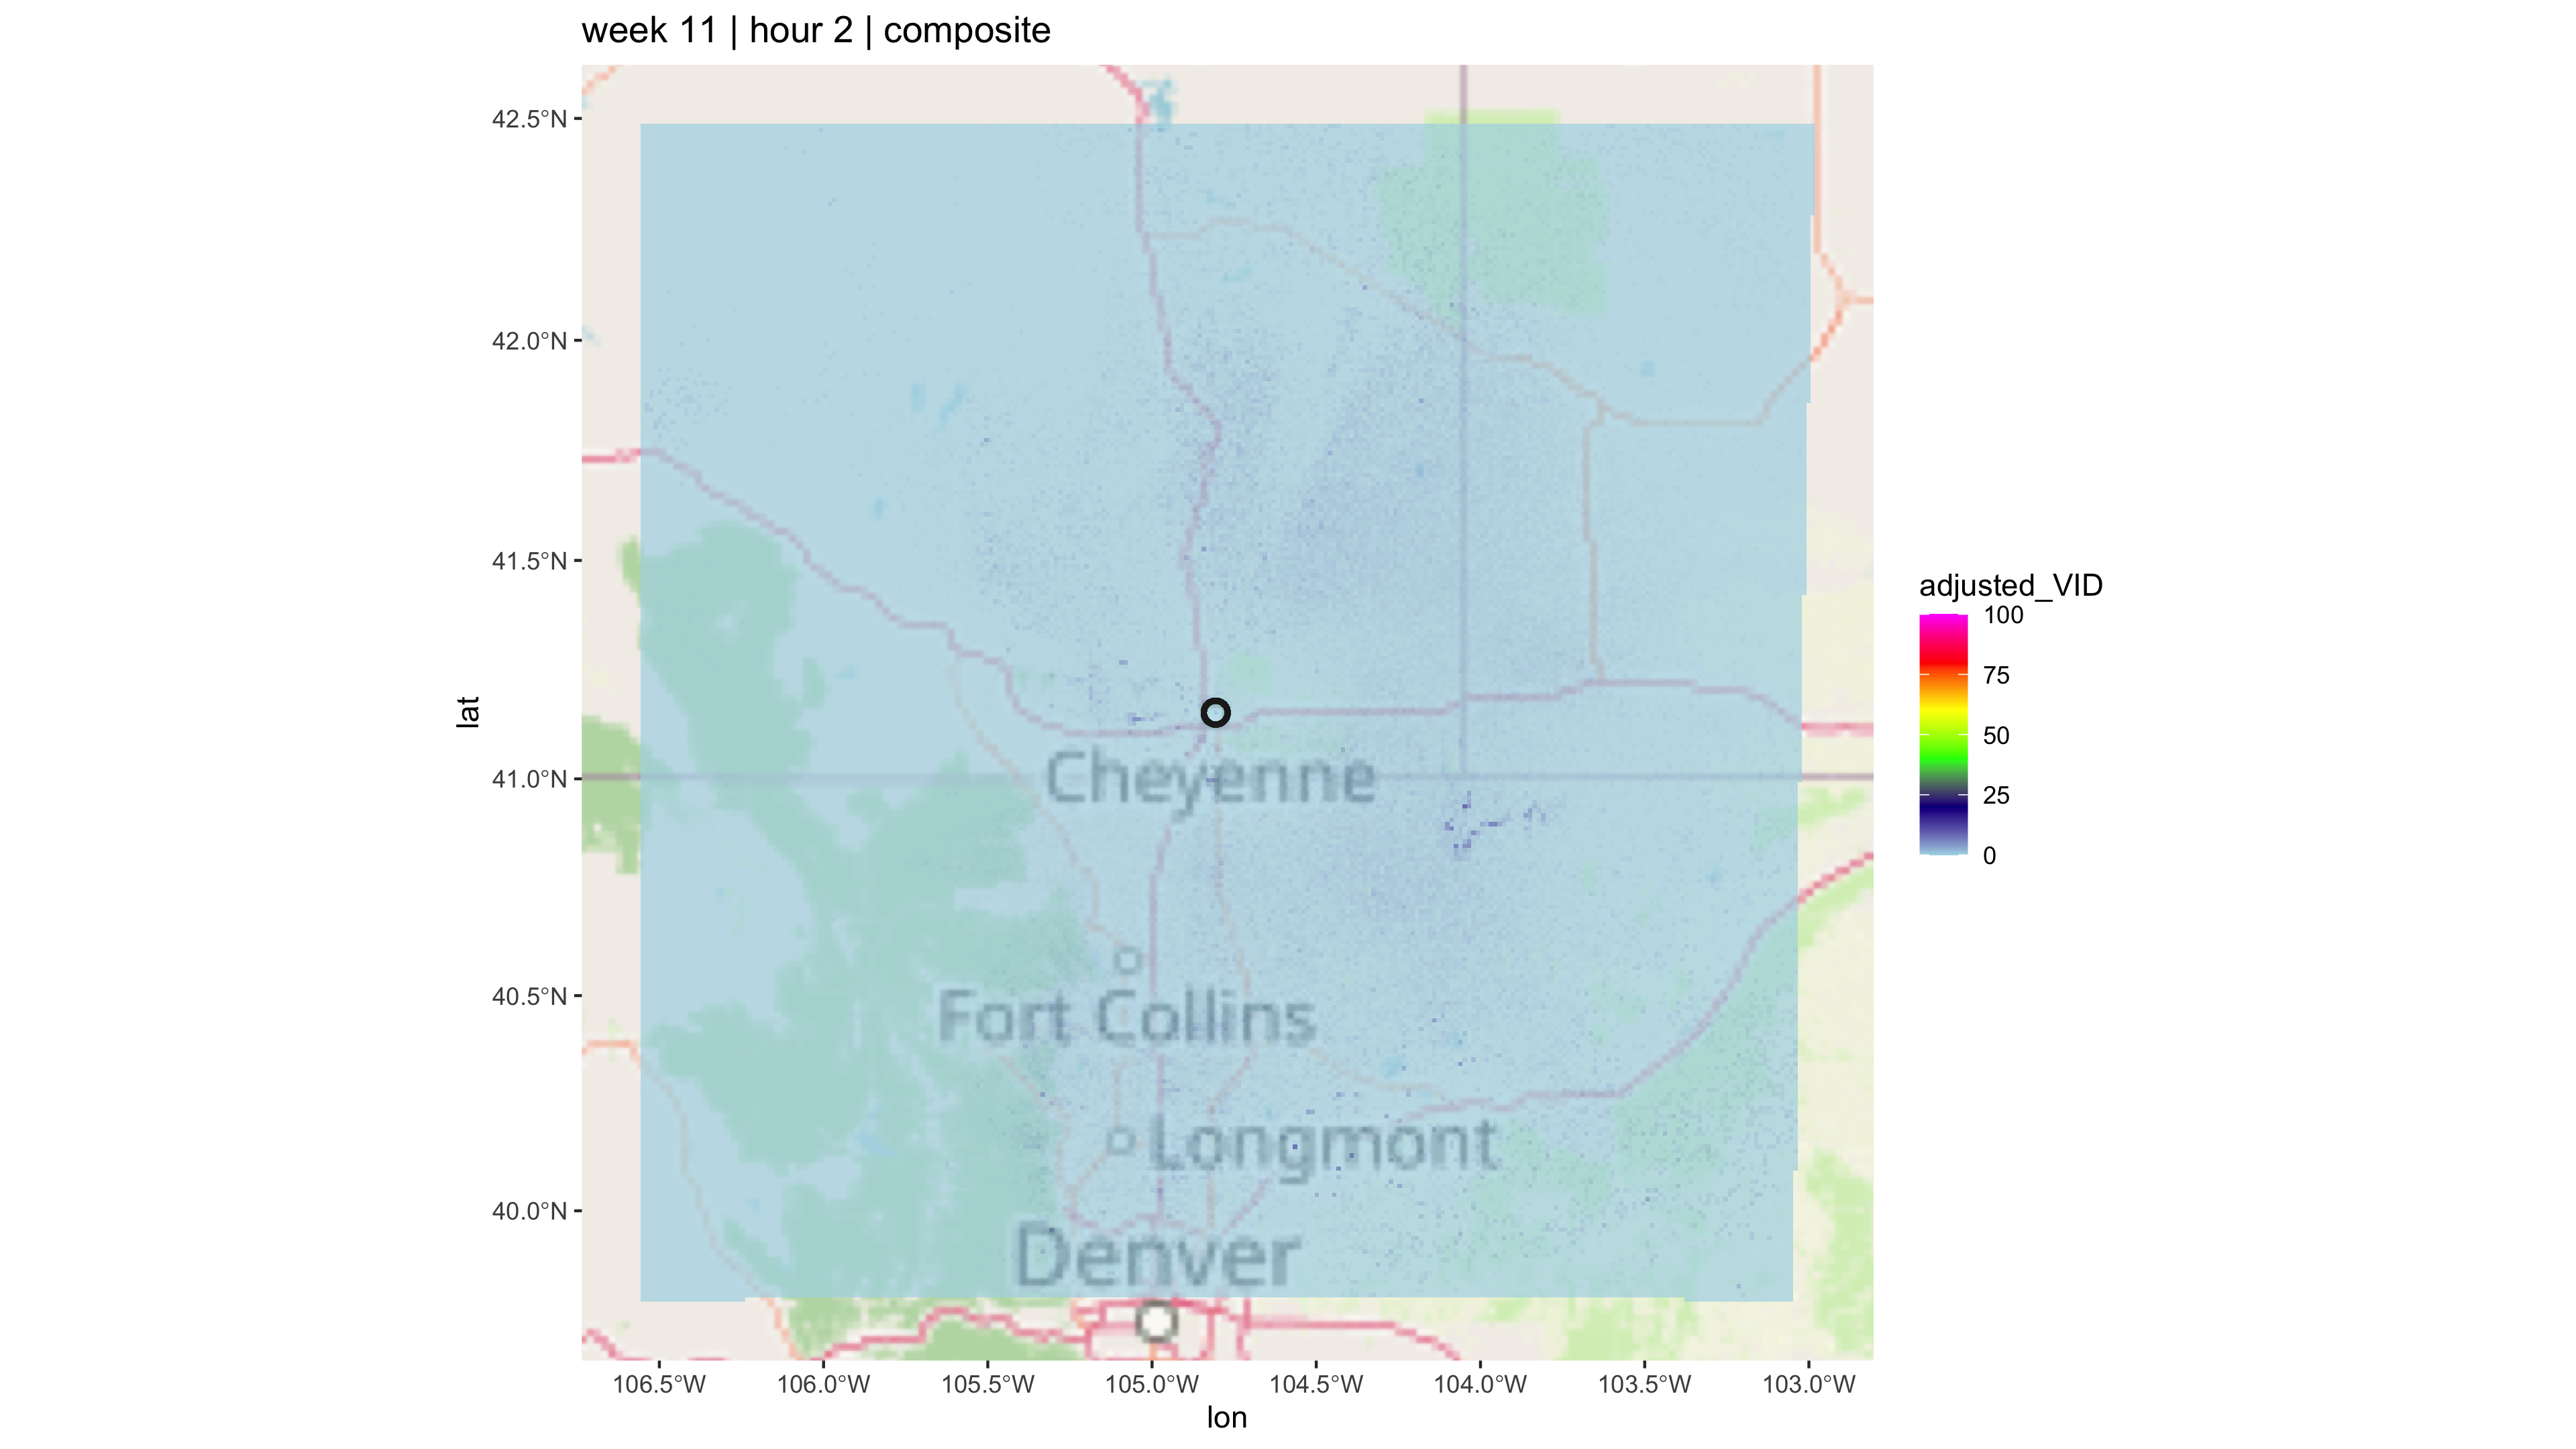 week 11 | hour 2 | composite
42.5°N
42.0°N
41.5°N
41.0°N
40.5°N
40.0°N
lat
Cheyenne
Fort Collins
Longmont
Denver
106.5°W 106.0°W 105.5°W 105.0°W 104.5°W 104.0°W 103.5°W 103.0°W
lon
adjusted_VID
100
75
50
25
0